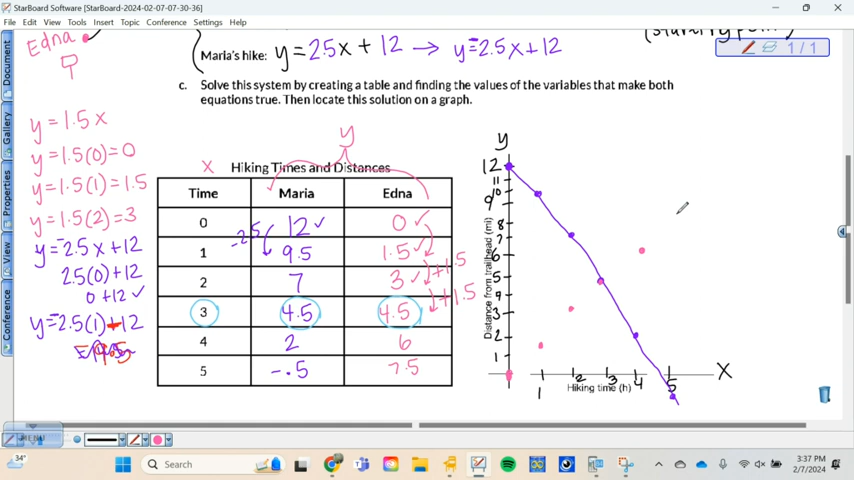 StarBoard Software (StarBoard2024-02-07-07-30-36)
File Edit View Tools Insert Topic Conference Settings Help
1 / 1
Document
Gallery
Properties
View
Conference
Edna
Maria's hike: y=25x+12 → y=-2.5x+12
c. Solve this system by creating a table and finding the values of the variables that make both
equations true. Then locate this solution on a graph.
y=1.5x
y=1.5(0)=0
y=1.5(1)=1.5
y=1.5(2)=3
y=-2.5x+12
2.5(0)+12
0+12 ✓
y=-2.5(1)+12
y
x Hiking Times and Distances
Time Maria Edna
0 12 ✓ 0 ✓
1 9.5 1.5 ✓
2 7 3 ✓
3 4.5 4.5
4 2 6
5 -.5 7.5
-2.5
+1.5
+1.5
y
12
11
10
9
8
7
6
5
4
3
2
1
Distance from trailhead (mi)
1 2 3 4 5 x
Hiking time (h)
MENU
34°
Search
3:37 PM
2/7/2024